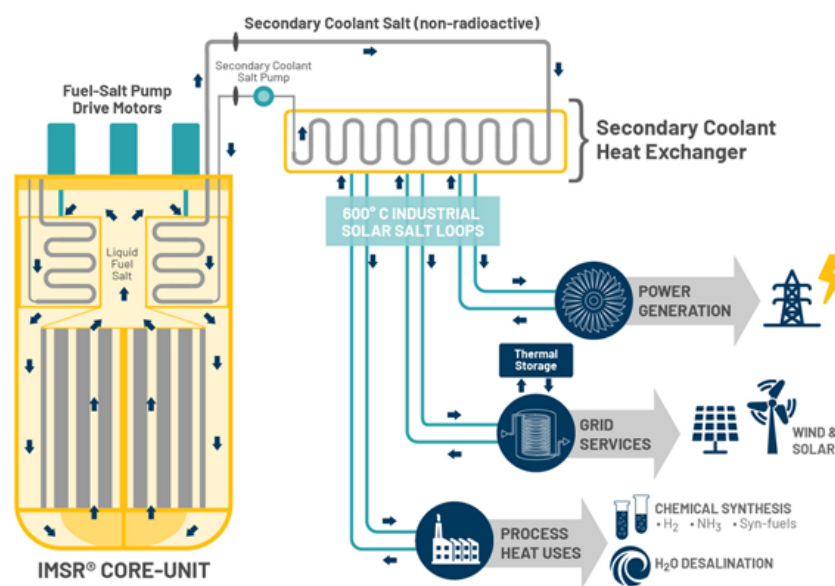 Secondary Coolant Salt (non-radioactive)
Secondary Coolant
Salt Pump
Fuel-Salt Pump
Drive Motors
Secondary Coolant
Heat Exchanger
600° C INDUSTRIAL
SOLAR SALT LOOPS
Liquid
Fuel
Salt
POWER
GENERATION
Thermal
Storage
GRID
SERVICES
WIND &
SOLAR
PROCESS
HEAT USES
CHEMICAL SYNTHESIS
• H₂ • NH₃ • Syn-fuels
H₂O DESALINATION
IMSR® CORE-UNIT